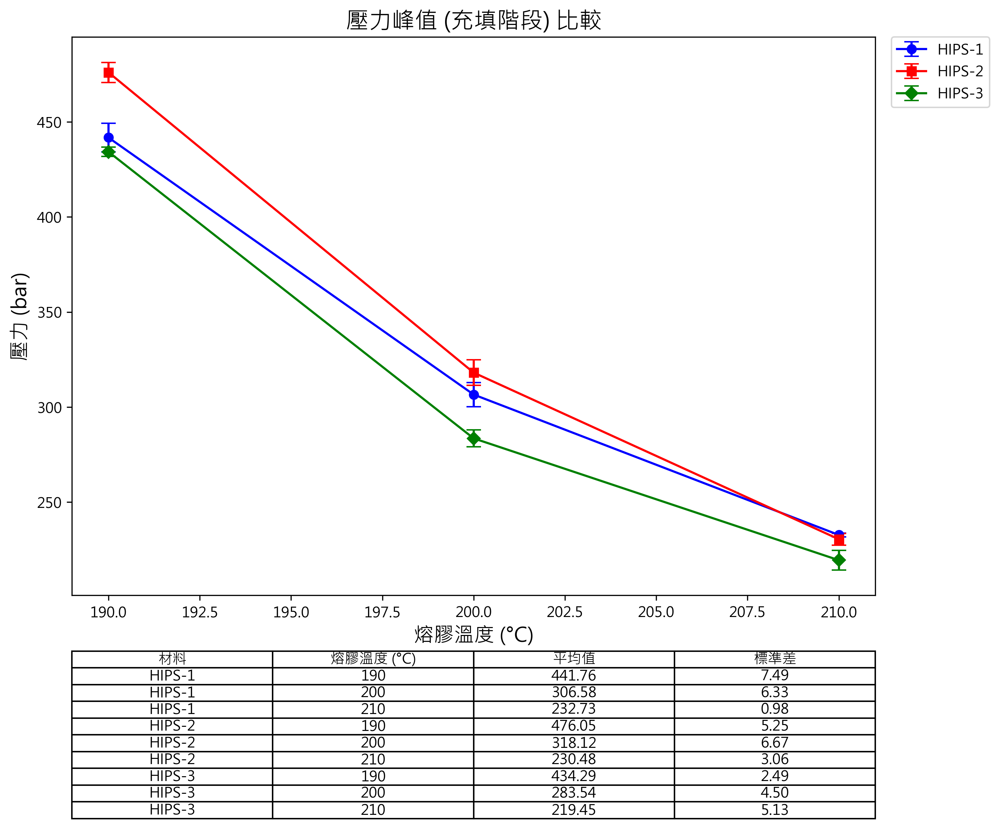 壓力峰值 (充填階段) 比較
HIPS-1
HIPS-2
HIPS-3
壓力 (bar)
450
400
350
300
250
190.0 192.5 195.0 197.5 200.0 202.5 205.0 207.5 210.0
熔膠溫度 (°C)
材料 熔膠溫度 (°C) 平均值 標準差
HIPS-1 190 441.76 7.49
HIPS-1 200 306.58 6.33
HIPS-1 210 232.73 0.98
HIPS-2 190 476.05 5.25
HIPS-2 200 318.12 6.67
HIPS-2 210 230.48 3.06
HIPS-3 190 434.29 2.49
HIPS-3 200 283.54 4.50
HIPS-3 210 219.45 5.13